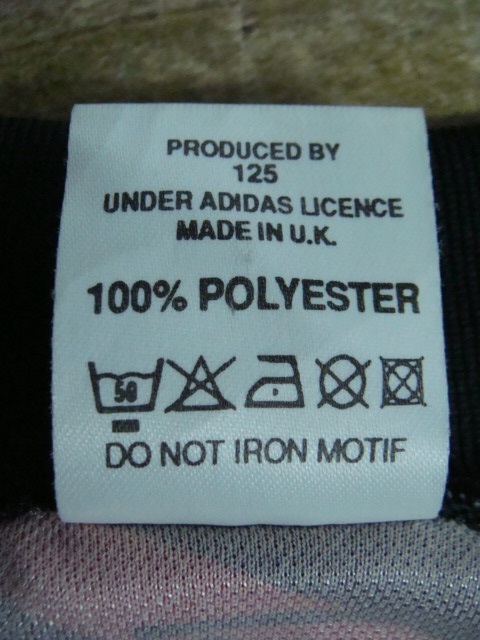 PRODUCED BY
125
UNDER ADIDAS LICENCE
MADE IN U.K.
100% POLYESTER
50
DO NOT IRON MOTIF